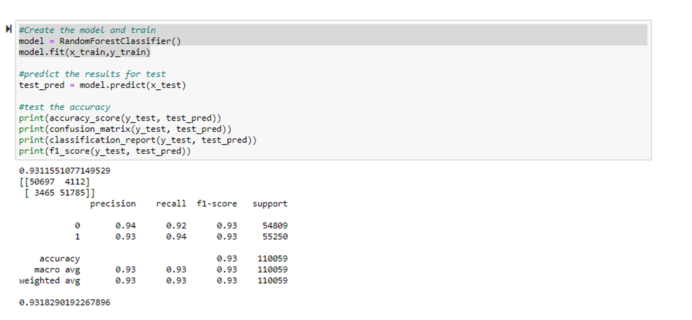 #Create the model and train
model = RandomForestClassifier()
model.fit(x_train,y_train)
#predict the results for test
test_pred = model.predict(x_test)
#test the accuracy
print(accuracy_score(y_test, test_pred))
print(confusion_matrix(y_test, test_pred))
print(classification_report(y_test, test_pred))
print(f1_score(y_test, test_pred))
0.9311551077149529
[[50697 4112]
[ 3465 51785]]
precision recall f1-score support
0 0.94 0.92 0.93 54809
1 0.93 0.94 0.93 55250
accuracy 0.93 110059
macro avg 0.93 0.93 0.93 110059
weighted avg 0.93 0.93 0.93 110059
0.9318290192267896